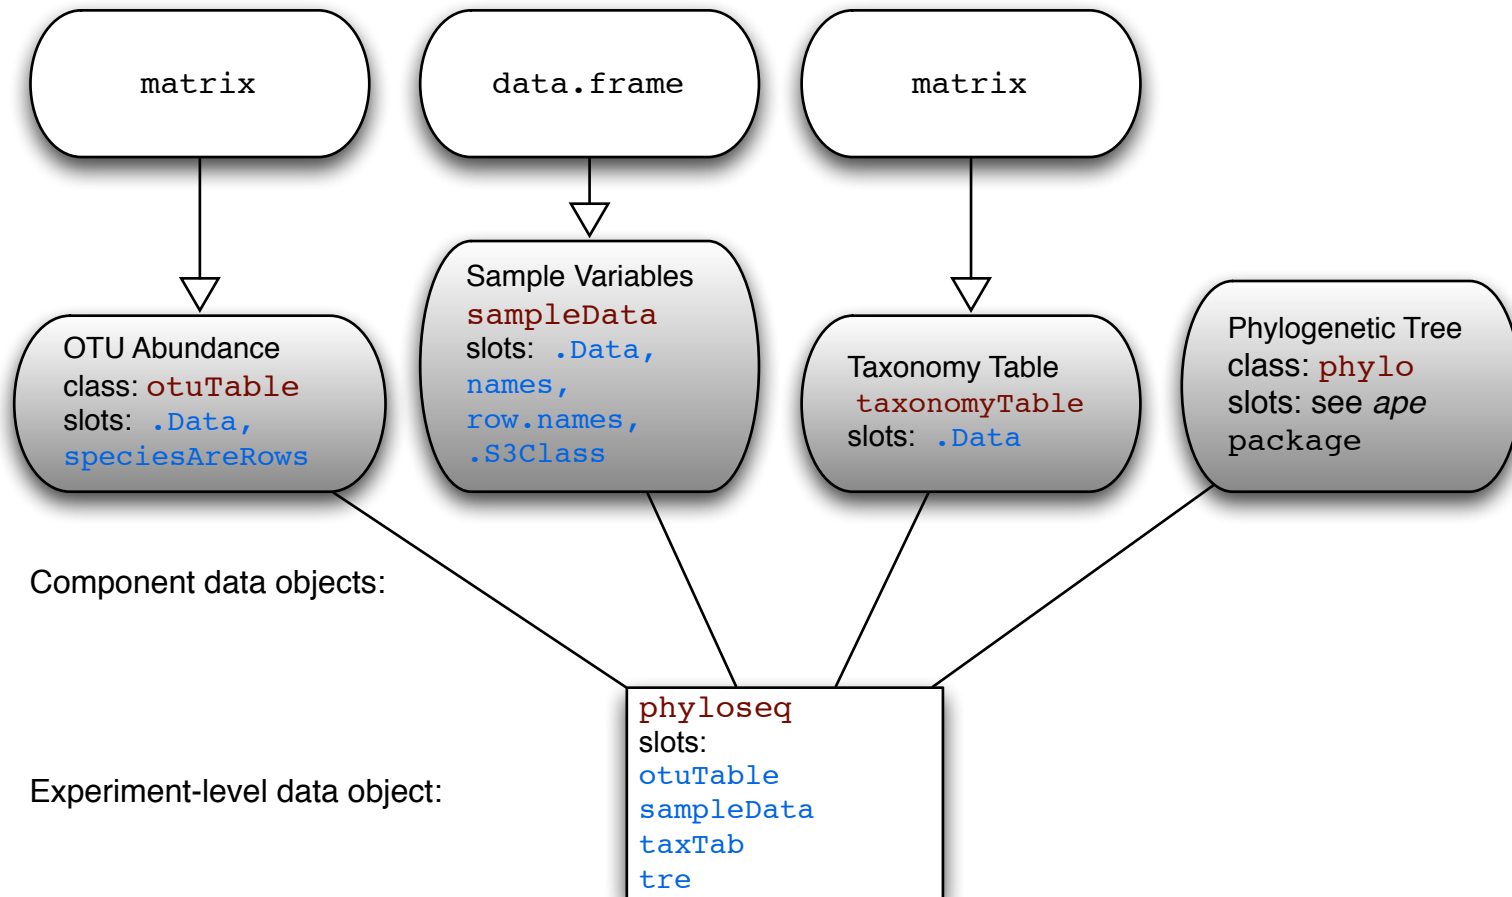 matrix
data.frame
matrix
OTU Abundance
class: otuTable
slots: .Data,
speciesAreRows
Sample Variables
sampleData
slots: .Data,
names,
row.names,
.S3Class
Taxonomy Table
taxonomyTable
slots: .Data
Phylogenetic Tree
class: phylo
slots: see ape
package
Component data objects:
Experiment-level data object:
phyloseq
slots:
otuTable
sampleData
taxTab
tre